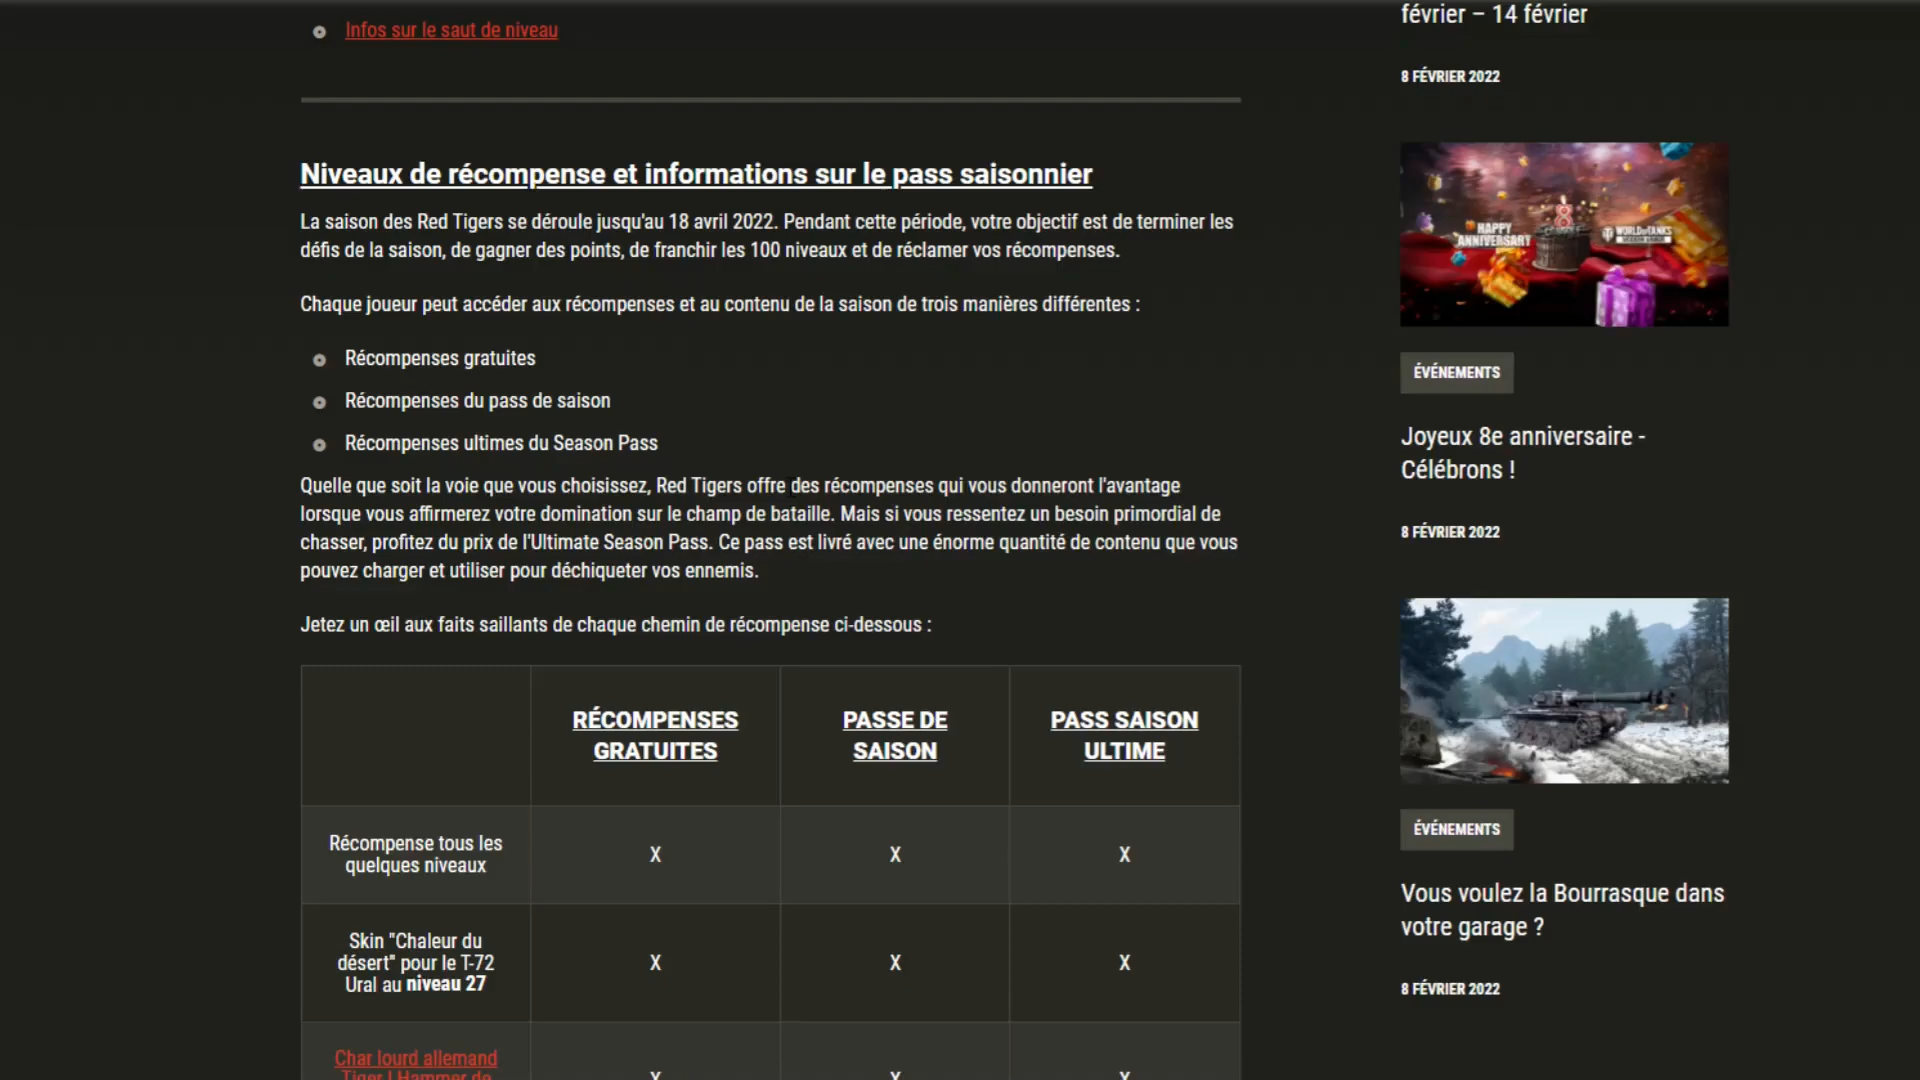 Infos sur le saut de niveau
Niveaux de récompense et informations sur le pass saisonnier
La saison des Red Tigers se déroule jusqu'au 18 avril 2022. Pendant cette période, votre objectif est de terminer les
défis de la saison, de gagner des points, de franchir les 100 niveaux et de réclamer vos récompenses.
Chaque joueur peut accéder aux récompenses et au contenu de la saison de trois manières différentes :
Récompenses gratuites
Récompenses du pass de saison
Récompenses ultimes du Season Pass
Quelle que soit la voie que vous choisissez, Red Tigers offre des récompenses qui vous donneront l'avantage
lorsque vous affirmerez votre domination sur le champ de bataille. Mais si vous ressentez un besoin primordial de
chasser, profitez du prix de l'Ultimate Season Pass. Ce pass est livré avec une énorme quantité de contenu que vous
pouvez charger et utiliser pour déchiqueter vos ennemis.
Jetez un œil aux faits saillants de chaque chemin de récompense ci-dessous :
RÉCOMPENSES
GRATUITES
PASSE DE
SAISON
PASS SAISON
ULTIME
Récompense tous les
quelques niveaux
X X X
Skin "Chaleur du
désert" pour le T-72
Ural au niveau 27
X X X
Char lourd allemand
Tiger I Hammer de
X X X
février – 14 février
8 FÉVRIER 2022
HAPPY
ANNIVERSARY
8
WORLD OF TANKS
ÉVÉNEMENTS
Joyeux 8e anniversaire -
Célébrons !
8 FÉVRIER 2022
ÉVÉNEMENTS
Vous voulez la Bourrasque dans
votre garage ?
8 FÉVRIER 2022